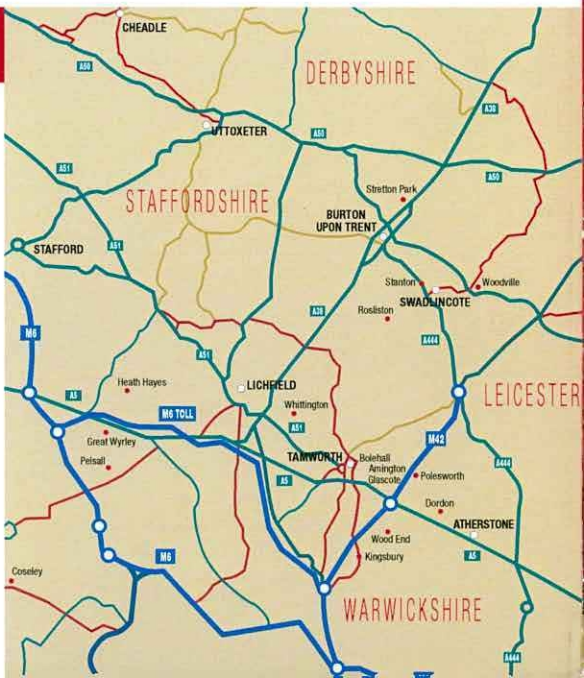 CHEADLE
DERBYSHIRE
A50
A38
UTTOXETER
A50
A51
A50
Stretton Park
STAFFORDSHIRE
BURTON
UPON TRENT
STAFFORD
A51
Stanton
Woodville
SWADLINCOTE
Rosliston
A38
M6
A444
A51
Heath Hayes
LICHFIELD
A5
LEICESTER
M6 TOLL
Whittington
A51
Great Wyrley
M42
Pelsall
TAMWORTH
Bolehall
Amington
Glascote
A444
A5
Polesworth
Dordon
ATHERSTONE
Wood End
A5
M6
Kingsbury
Coseley
WARWICKSHIRE
A444